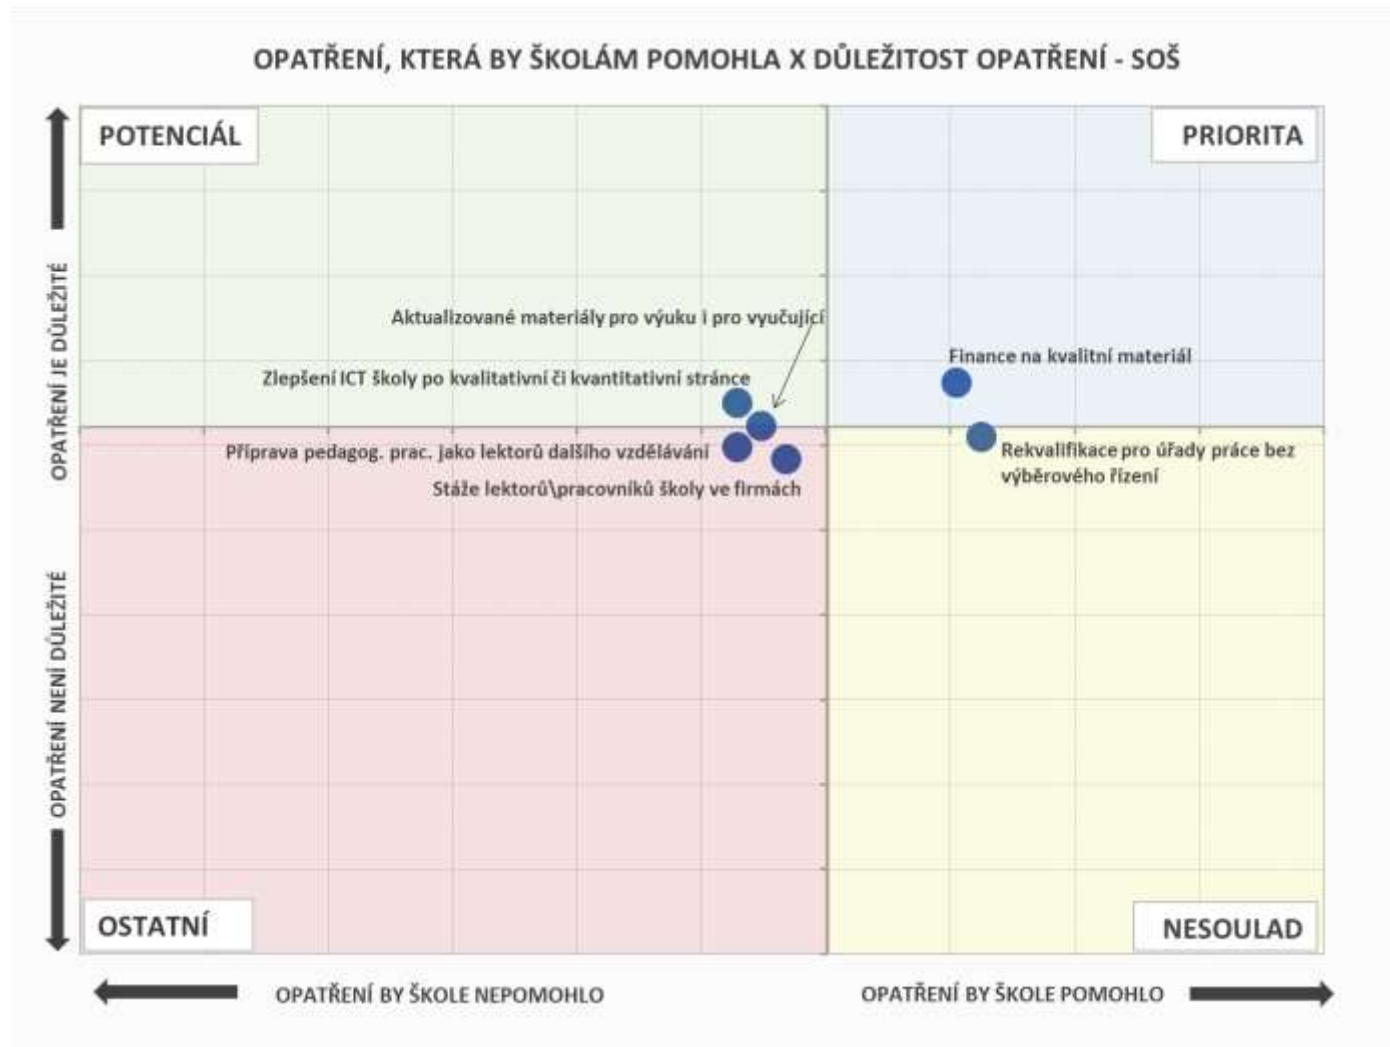 OPATŘENÍ, KTERÁ BY ŠKOLÁM POMOHLA X DŮLEŽITOST OPATŘENÍ - SOŠ
POTENCIÁL
PRIORITA
OPATŘENÍ JE DŮLEŽITÉ
Aktualizované materiály pro výuku i pro vyučující
Finance na kvalitní materiál
Zlepšení ICT školy po kvalitativní či kvantitativní stránce
Příprava pedagog. prac. jako lektorů dalšího vzdělávání
Rekvalifikace pro úřady práce bez
výběrového řízení
Stáže lektorů\pracovníků školy ve firmách
OPATŘENÍ NENÍ DŮLEŽITÉ
OSTATNÍ
NESOULAD
OPATŘENÍ BY ŠKOLE NEPOMOHLO
OPATŘENÍ BY ŠKOLE POMOHLO